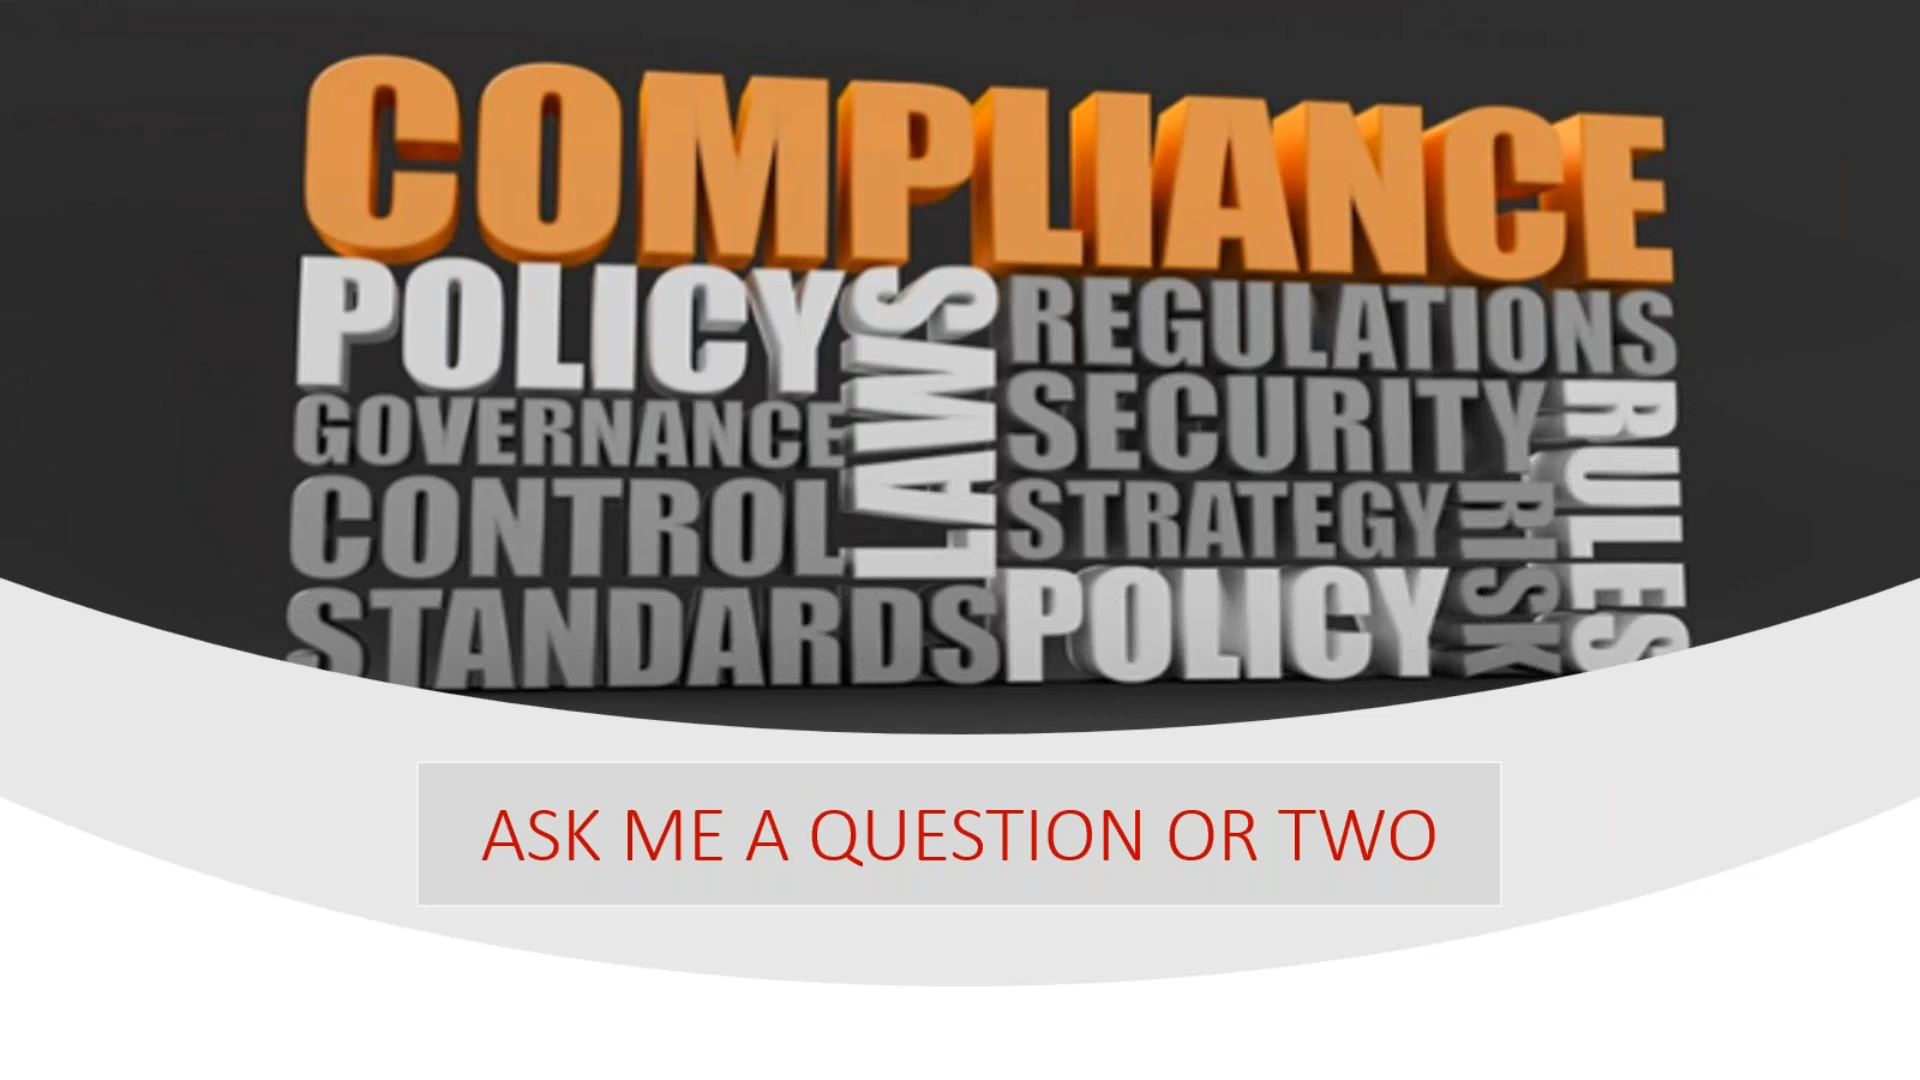 COMPLIANCE
POLICY
LAWS
REGULATIONS
GOVERNANCE
SECURITY
RULES
CONTROL
STRATEGY
RISK
STANDARDS
POLICY
ASK ME A QUESTION OR TWO